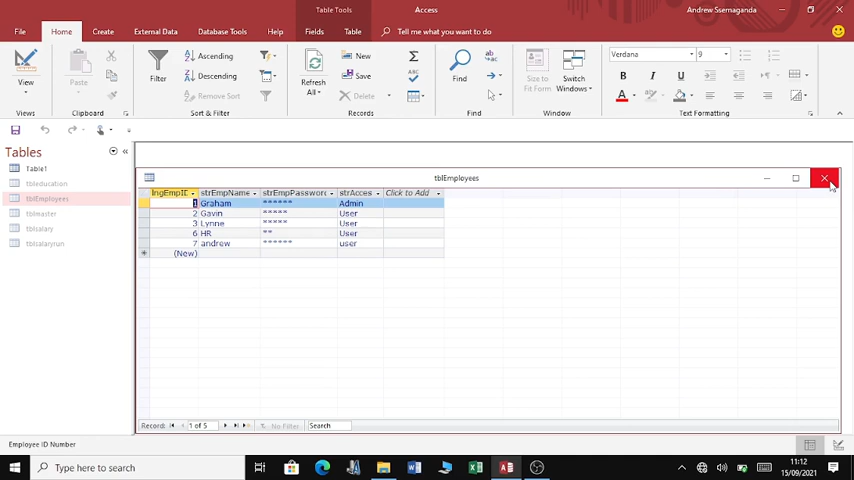 Table Tools Access Andrew Ssemaganda
File Home Create External Data Database Tools Help Fields Table Tell me what you want to do
View
Paste
Filter
Ascending
Descending
Remove Sort
Refresh
All
New
Save
Delete
Find
Size to
Fit Form
Switch
Windows
Verdana 9
B I U
A
Views Clipboard Sort & Filter Records Find Window Text Formatting
Tables
Table1
tbleducation
tblEmployees
tblmaster
tblsalary
tblsalaryrun
tblEmployees
lngEmpID strEmpName strEmpPassword strAcces Click to Add
1 Graham ****** Admin
2 Gavin ***** User
3 Lynne ***** User
6 HR ** User
7 andrew ****** user
(New)
Record: 1 of 5 No Filter Search
Employee ID Number
Type here to search
11:12
15/09/2021